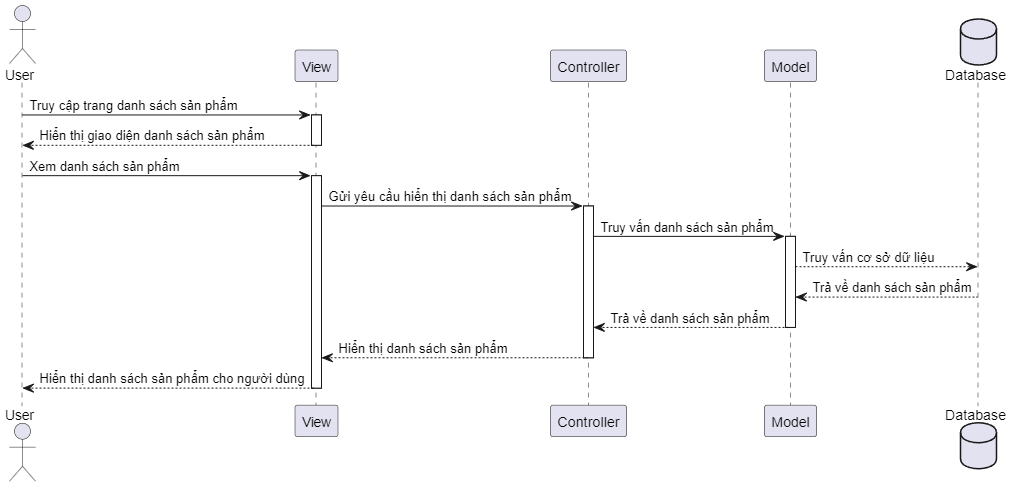 User
View
Controller
Model
Database
Truy cập trang danh sách sản phẩm
Hiển thị giao diện danh sách sản phẩm
Xem danh sách sản phẩm
Gửi yêu cầu hiển thị danh sách sản phẩm
Truy vấn danh sách sản phẩm
Truy vấn cơ sở dữ liệu
Trả về danh sách sản phẩm
Trả về danh sách sản phẩm
Hiển thị danh sách sản phẩm
Hiển thị danh sách sản phẩm cho người dùng
User
View
Controller
Model
Database